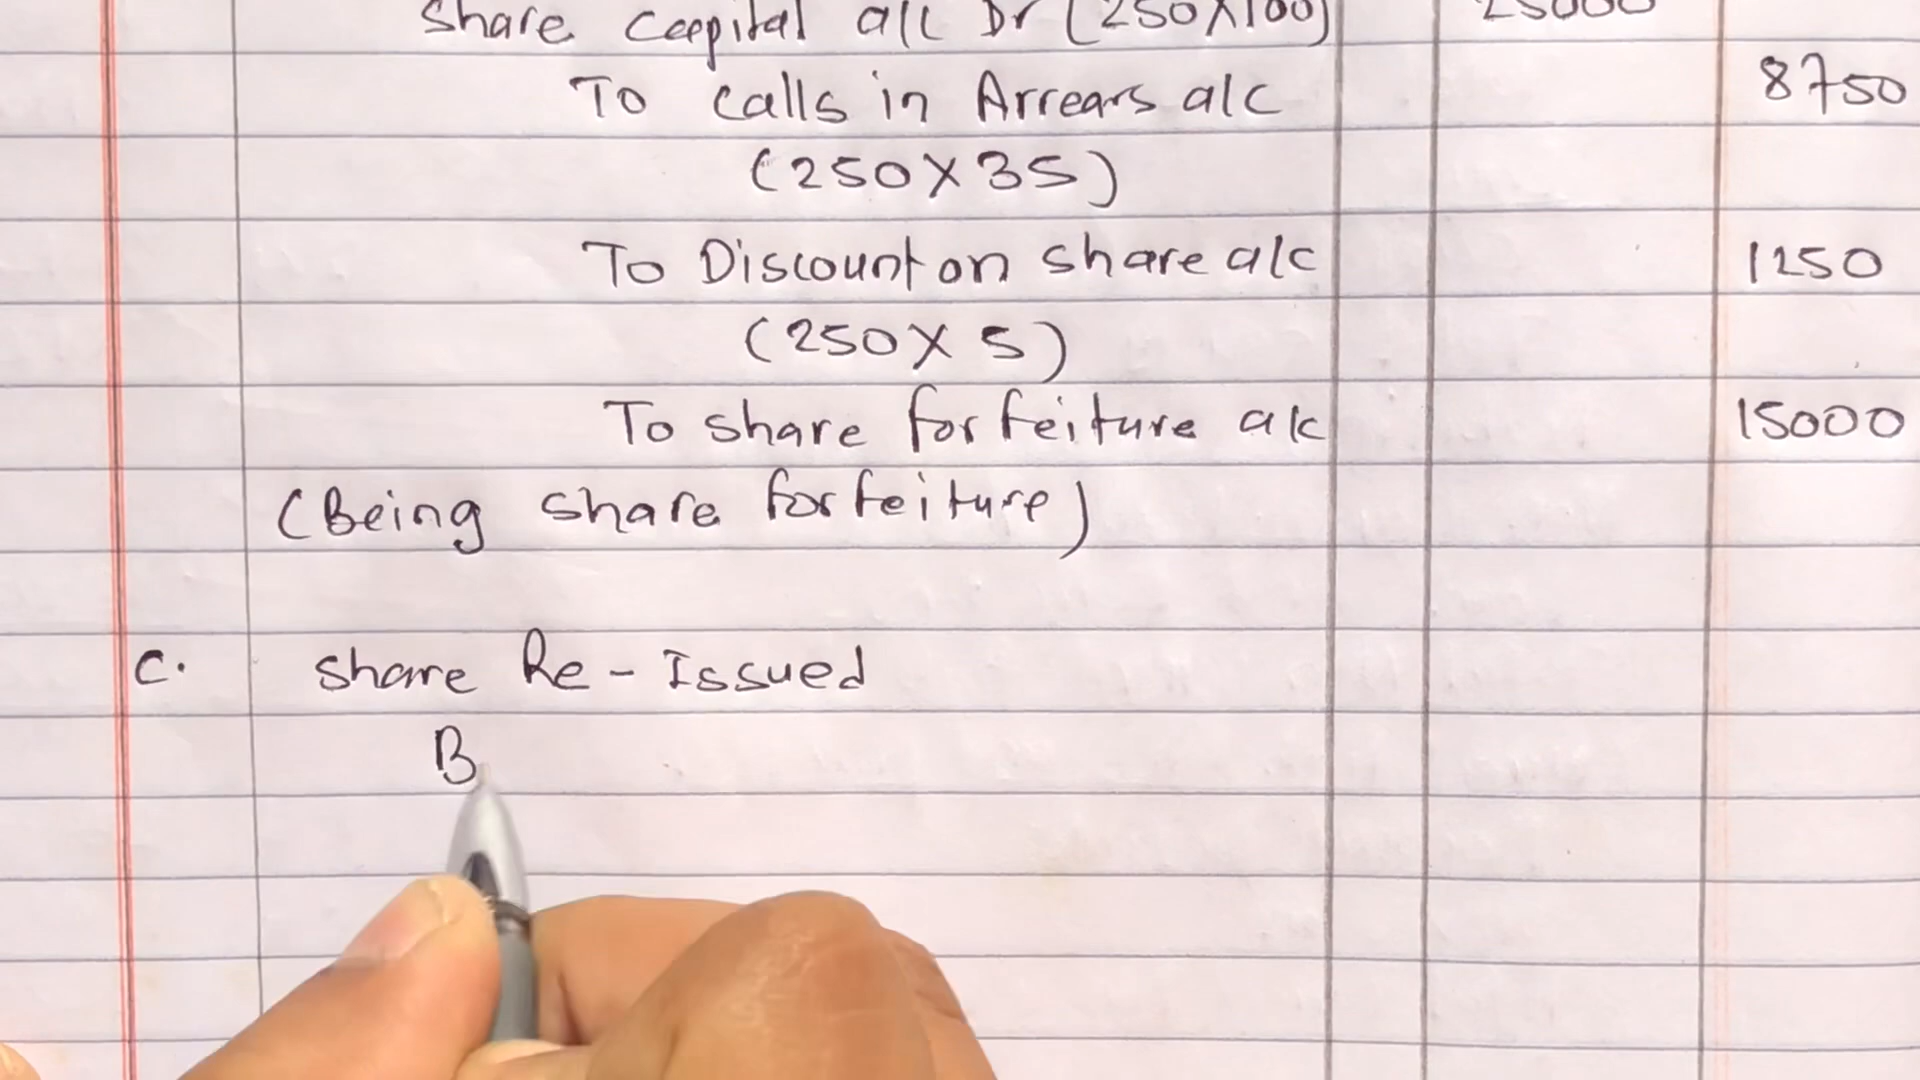 Share Capital a/c Dr (250X100) 25000
To Calls in Arrears a/c 8750
(250X35)
To Discount on share a/c 1250
(250X5)
To share forfeiture a/c 15000
(Being share forfeiture)
C. Share Re-Issued
B